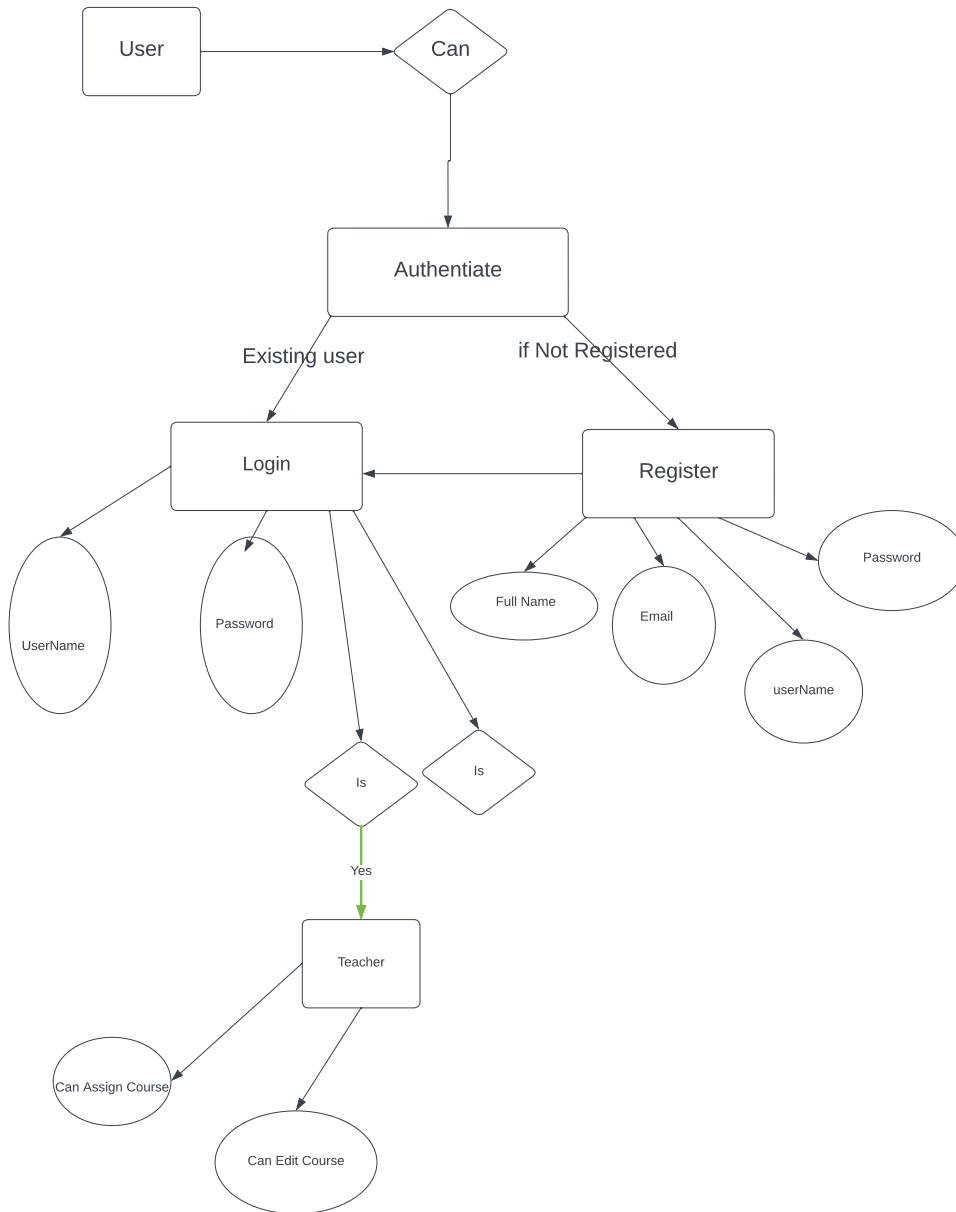 User
Can
Authentiate
Existing user
if Not Registered
Login
Register
Password
Full Name
Email
UserName
Password
userName
Is
Is
Yes
Teacher
Can Assign Course
Can Edit Course